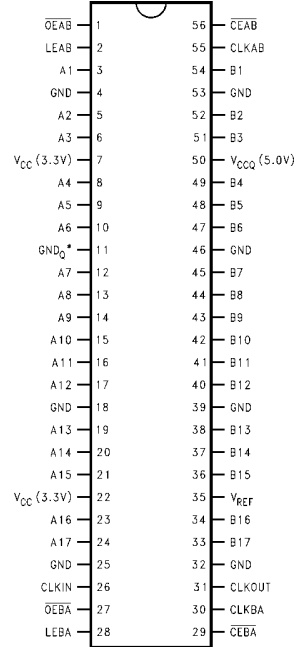 O̅E̅A̅B̅ 1 56 C̅E̅A̅B̅
LEAB 2 55 CLKAB
A1 3 54 B1
GND 4 53 GND
A2 5 52 B2
A3 6 51 B3
VCC (3.3V) 7 50 VCCQ (5.0V)
A4 8 49 B4
A5 9 48 B5
A6 10 47 B6
GNDQ* 11 46 GND
A7 12 45 B7
A8 13 44 B8
A9 14 43 B9
A10 15 42 B10
A11 16 41 B11
A12 17 40 B12
GND 18 39 GND
A13 19 38 B13
A14 20 37 B14
A15 21 36 B15
VCC (3.3V) 22 35 VREF
A16 23 34 B16
A17 24 33 B17
GND 25 32 GND
CLKIN 26 31 CLKOUT
O̅E̅B̅A̅ 27 30 CLKBA
LEBA 28 29 C̅E̅B̅A̅